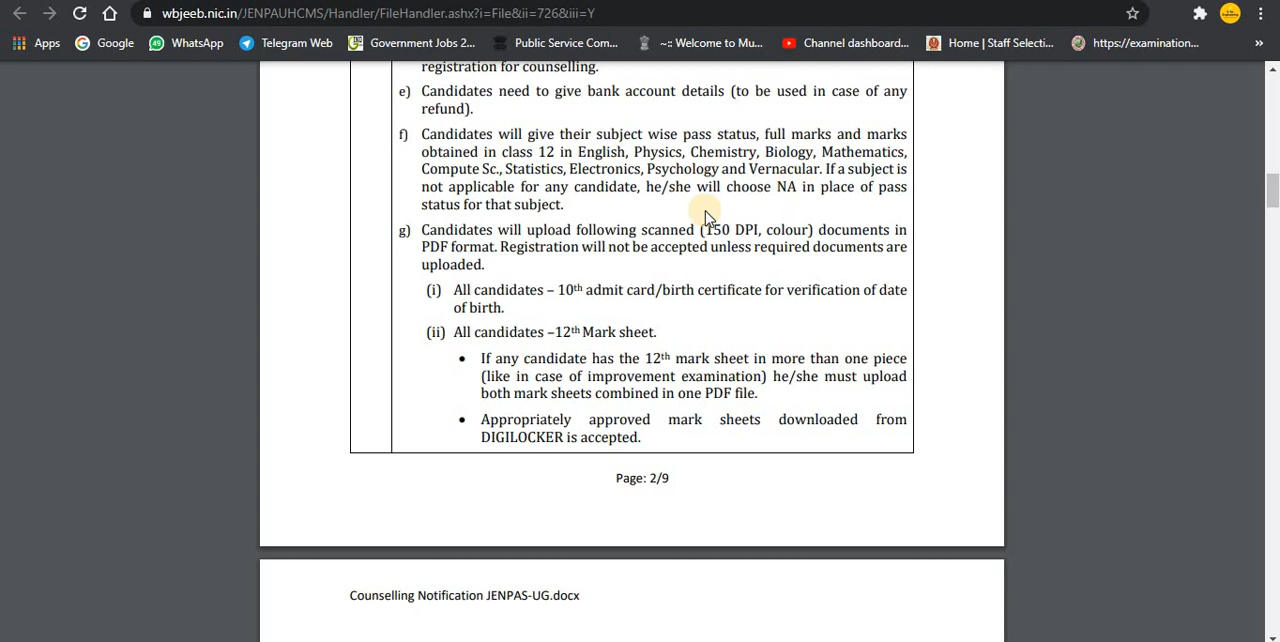 wbjeeb.nic.in/JENPAUHCMS/Handler/FileHandler.ashx?i=File&ii=726&iii=Y
Apps Google WhatsApp Telegram Web Government Jobs 2... Public Service Com... ~:: Welcome to Mu... Channel dashboard... Home | Staff Selecti... https://examination... »
registration for counselling.
e) Candidates need to give bank account details (to be used in case of any
refund).
f) Candidates will give their subject wise pass status, full marks and marks
obtained in class 12 in English, Physics, Chemistry, Biology, Mathematics,
Compute Sc., Statistics, Electronics, Psychology and Vernacular. If a subject is
not applicable for any candidate, he/she will choose NA in place of pass
status for that subject.
g) Candidates will upload following scanned (150 DPI, colour) documents in
PDF format. Registration will not be accepted unless required documents are
uploaded.
(i) All candidates – 10th admit card/birth certificate for verification of date
of birth.
(ii) All candidates –12th Mark sheet.
• If any candidate has the 12th mark sheet in more than one piece
(like in case of improvement examination) he/she must upload
both mark sheets combined in one PDF file.
• Appropriately approved mark sheets downloaded from
DIGILOCKER is accepted.
Page: 2/9
Counselling Notification JENPAS-UG.docx